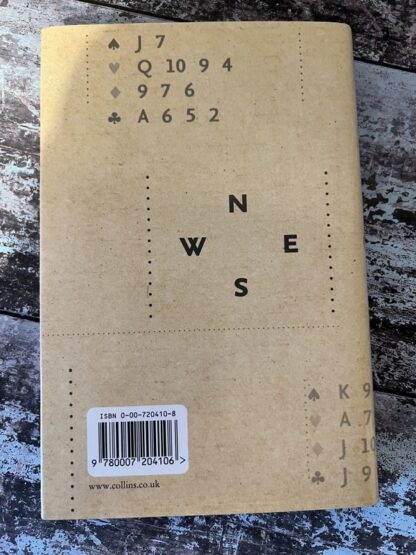 ♠ J 7
♥ Q 10 9 4
♦ 9 7 6
♣ A 6 5 2
N
W E
S
♠ K 9
♥ A 7
♦ J 10
♣ J 9
ISBN 0-00-720410-8
9 780007 204106 >
www.collins.co.uk